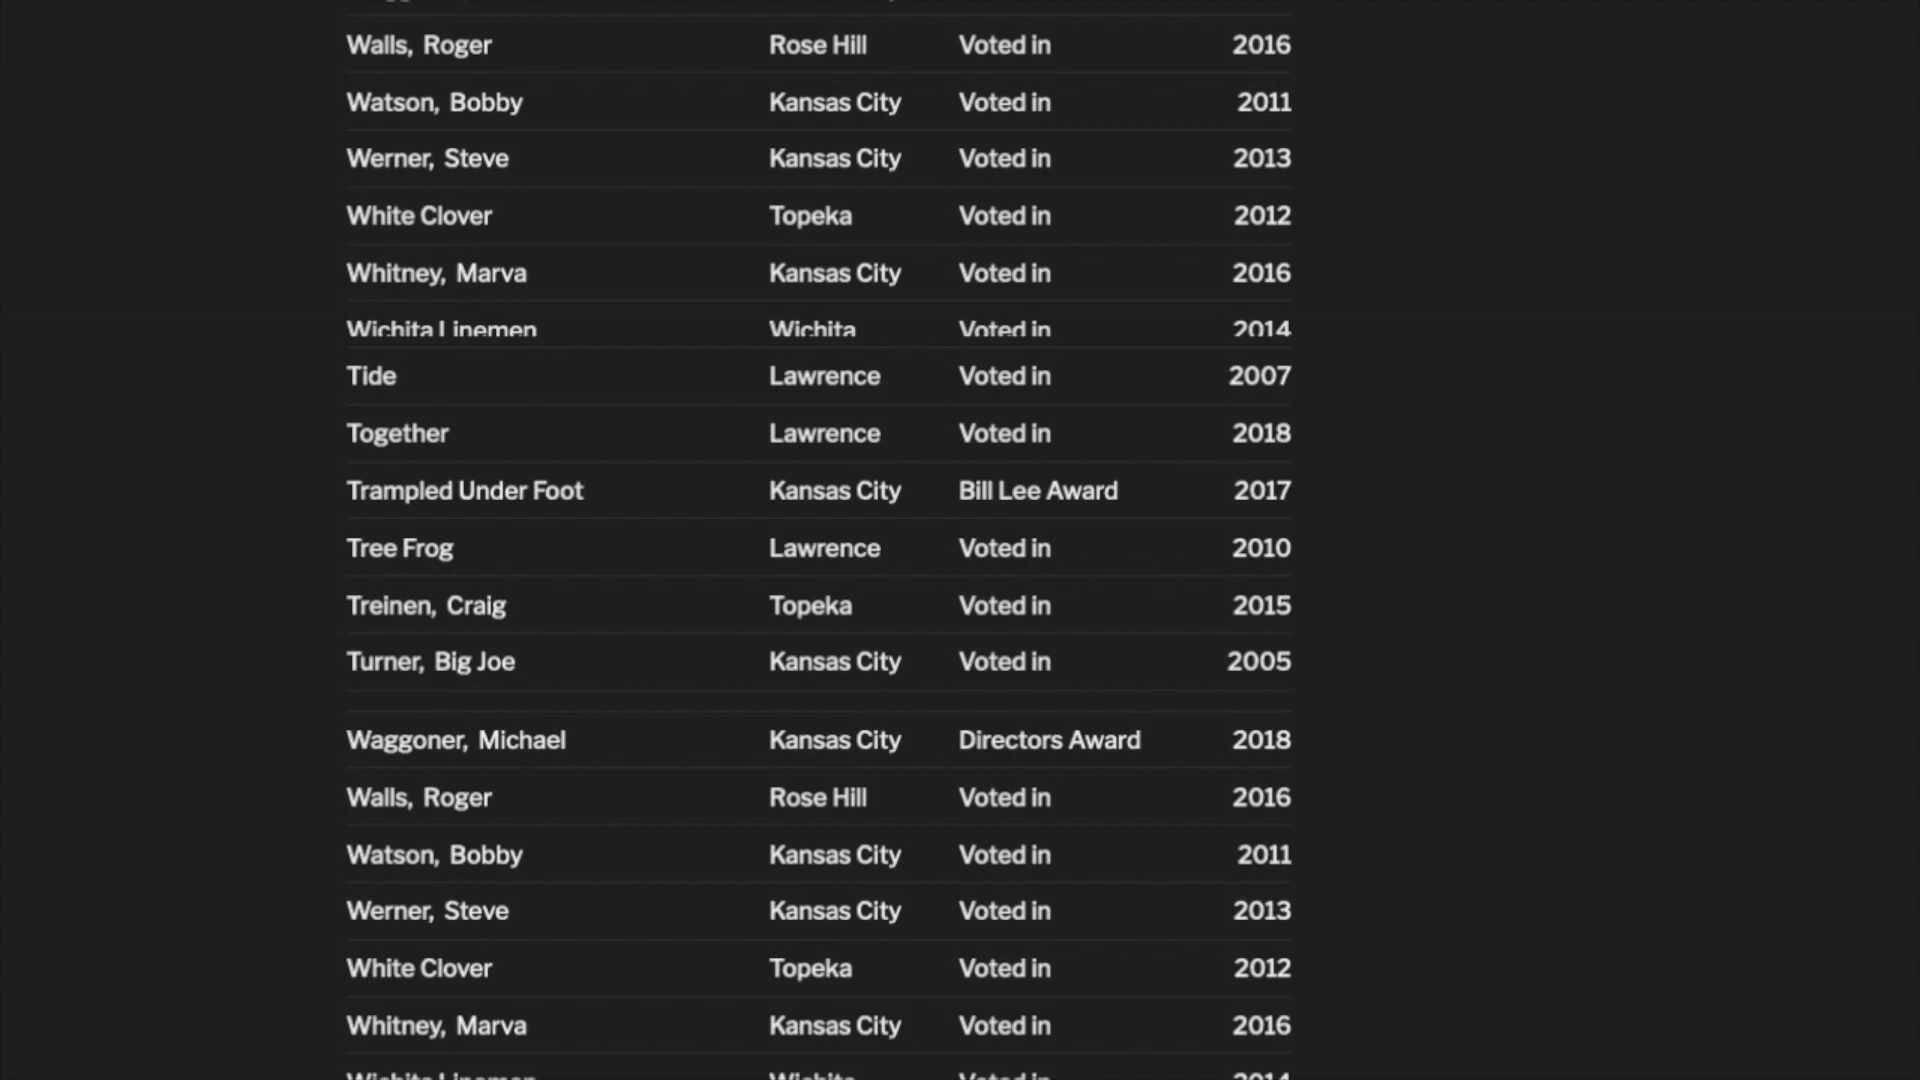 Walls, Roger Rose Hill Voted in 2016
Watson, Bobby Kansas City Voted in 2011
Werner, Steve Kansas City Voted in 2013
White Clover Topeka Voted in 2012
Whitney, Marva Kansas City Voted in 2016
Wichita Linemen Wichita Voted in 2014
Tide Lawrence Voted in 2007
Together Lawrence Voted in 2018
Trampled Under Foot Kansas City Bill Lee Award 2017
Tree Frog Lawrence Voted in 2010
Treinen, Craig Topeka Voted in 2015
Turner, Big Joe Kansas City Voted in 2005
Waggoner, Michael Kansas City Directors Award 2018
Walls, Roger Rose Hill Voted in 2016
Watson, Bobby Kansas City Voted in 2011
Werner, Steve Kansas City Voted in 2013
White Clover Topeka Voted in 2012
Whitney, Marva Kansas City Voted in 2016
Wichita Linemen Wichita Voted in 2014